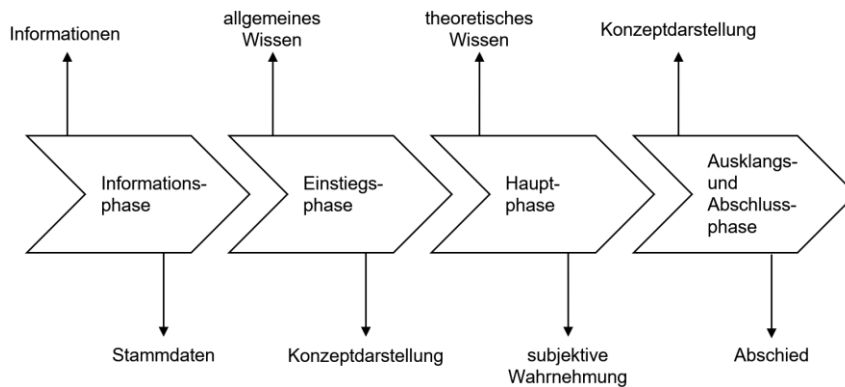 Informationen
allgemeines
Wissen
theoretisches
Wissen
Konzeptdarstellung
Informations-
phase
Einstiegs-
phase
Haupt-
phase
Ausklangs-
und
Abschluss-
phase
Stammdaten
Konzeptdarstellung
subjektive
Wahrnehmung
Abschied